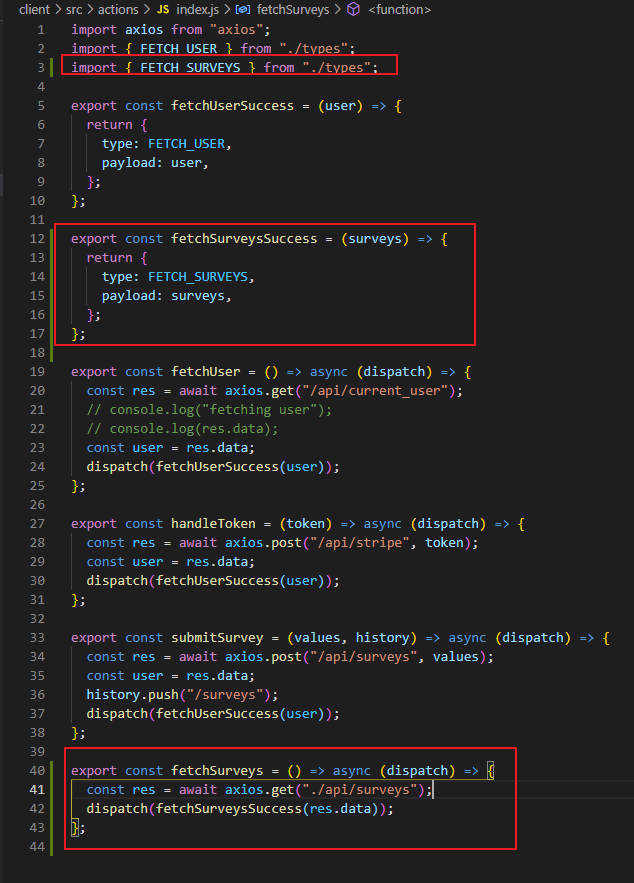 client > src > actions > JS index.js > fetchSurveys > <function>
1 import axios from "axios";
2 import { FETCH_USER } from "./types";
3 import { FETCH_SURVEYS } from "./types";
4
5 export const fetchUserSuccess = (user) => {
6   return {
7     type: FETCH_USER,
8     payload: user,
9   };
10 };
11
12 export const fetchSurveysSuccess = (surveys) => {
13   return {
14     type: FETCH_SURVEYS,
15     payload: surveys,
16   };
17 };
18
19 export const fetchUser = () => async (dispatch) => {
20   const res = await axios.get("/api/current_user");
21   // console.log("fetching user");
22   // console.log(res.data);
23   const user = res.data;
24   dispatch(fetchUserSuccess(user));
25 };
26
27 export const handleToken = (token) => async (dispatch) => {
28   const res = await axios.post("/api/stripe", token);
29   const user = res.data;
30   dispatch(fetchUserSuccess(user));
31 };
32
33 export const submitSurvey = (values, history) => async (dispatch) => {
34   const res = await axios.post("/api/surveys", values);
35   const user = res.data;
36   history.push("/surveys");
37   dispatch(fetchUserSuccess(user));
38 };
39
40 export const fetchSurveys = () => async (dispatch) => {
41   const res = await axios.get("./api/surveys");
42   dispatch(fetchSurveysSuccess(res.data));
43 };
44